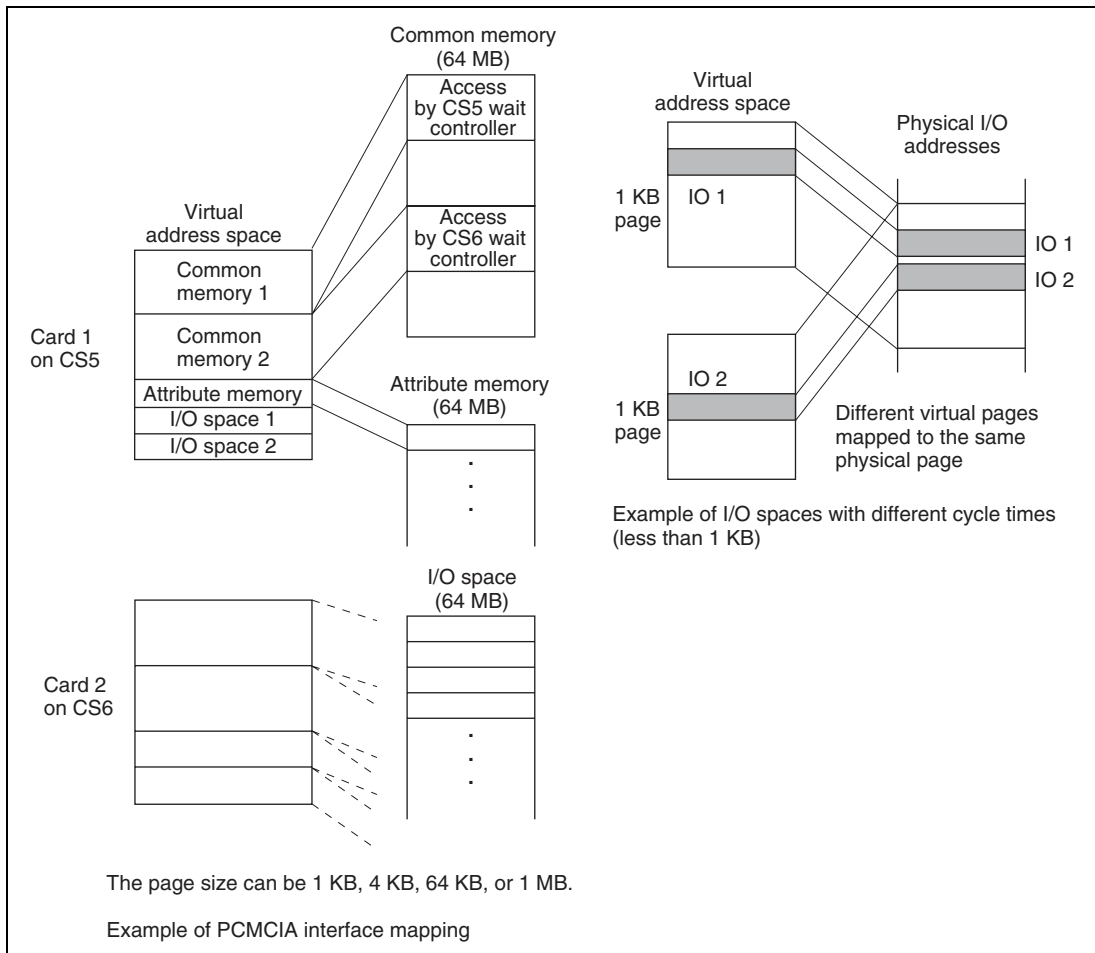 Common memory
(64 MB)
Access
by CS5 wait
controller
Access
by CS6 wait
controller
Virtual
address space
Card 1
on CS5
Common
memory 1
Common
memory 2
Attribute memory
I/O space 1
I/O space 2
Attribute memory
(64 MB)
.
.
.
I/O space
(64 MB)
.
.
.
Card 2
on CS6
The page size can be 1 KB, 4 KB, 64 KB, or 1 MB.
Example of PCMCIA interface mapping
Virtual
address space
Physical I/O
addresses
1 KB
page
IO 1
IO 1
IO 2
1 KB
page
IO 2
Different virtual pages
mapped to the same
physical page
Example of I/O spaces with different cycle times
(less than 1 KB)